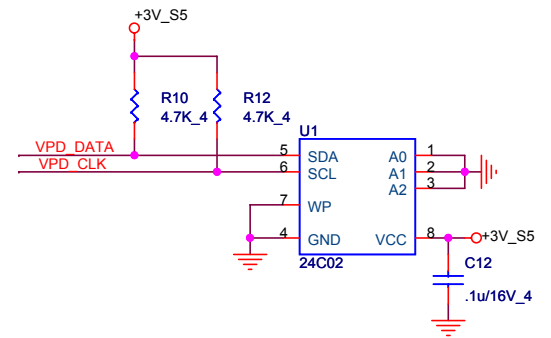 +3V_S5
R10
4.7K_4
R12
4.7K_4
U1
VPD_DATA
VPD_CLK
5 SDA A0 1
6 SCL A1 2
A2 3
7 WP
4 GND VCC 8
+3V_S5
24C02
C12
.1u/16V_4